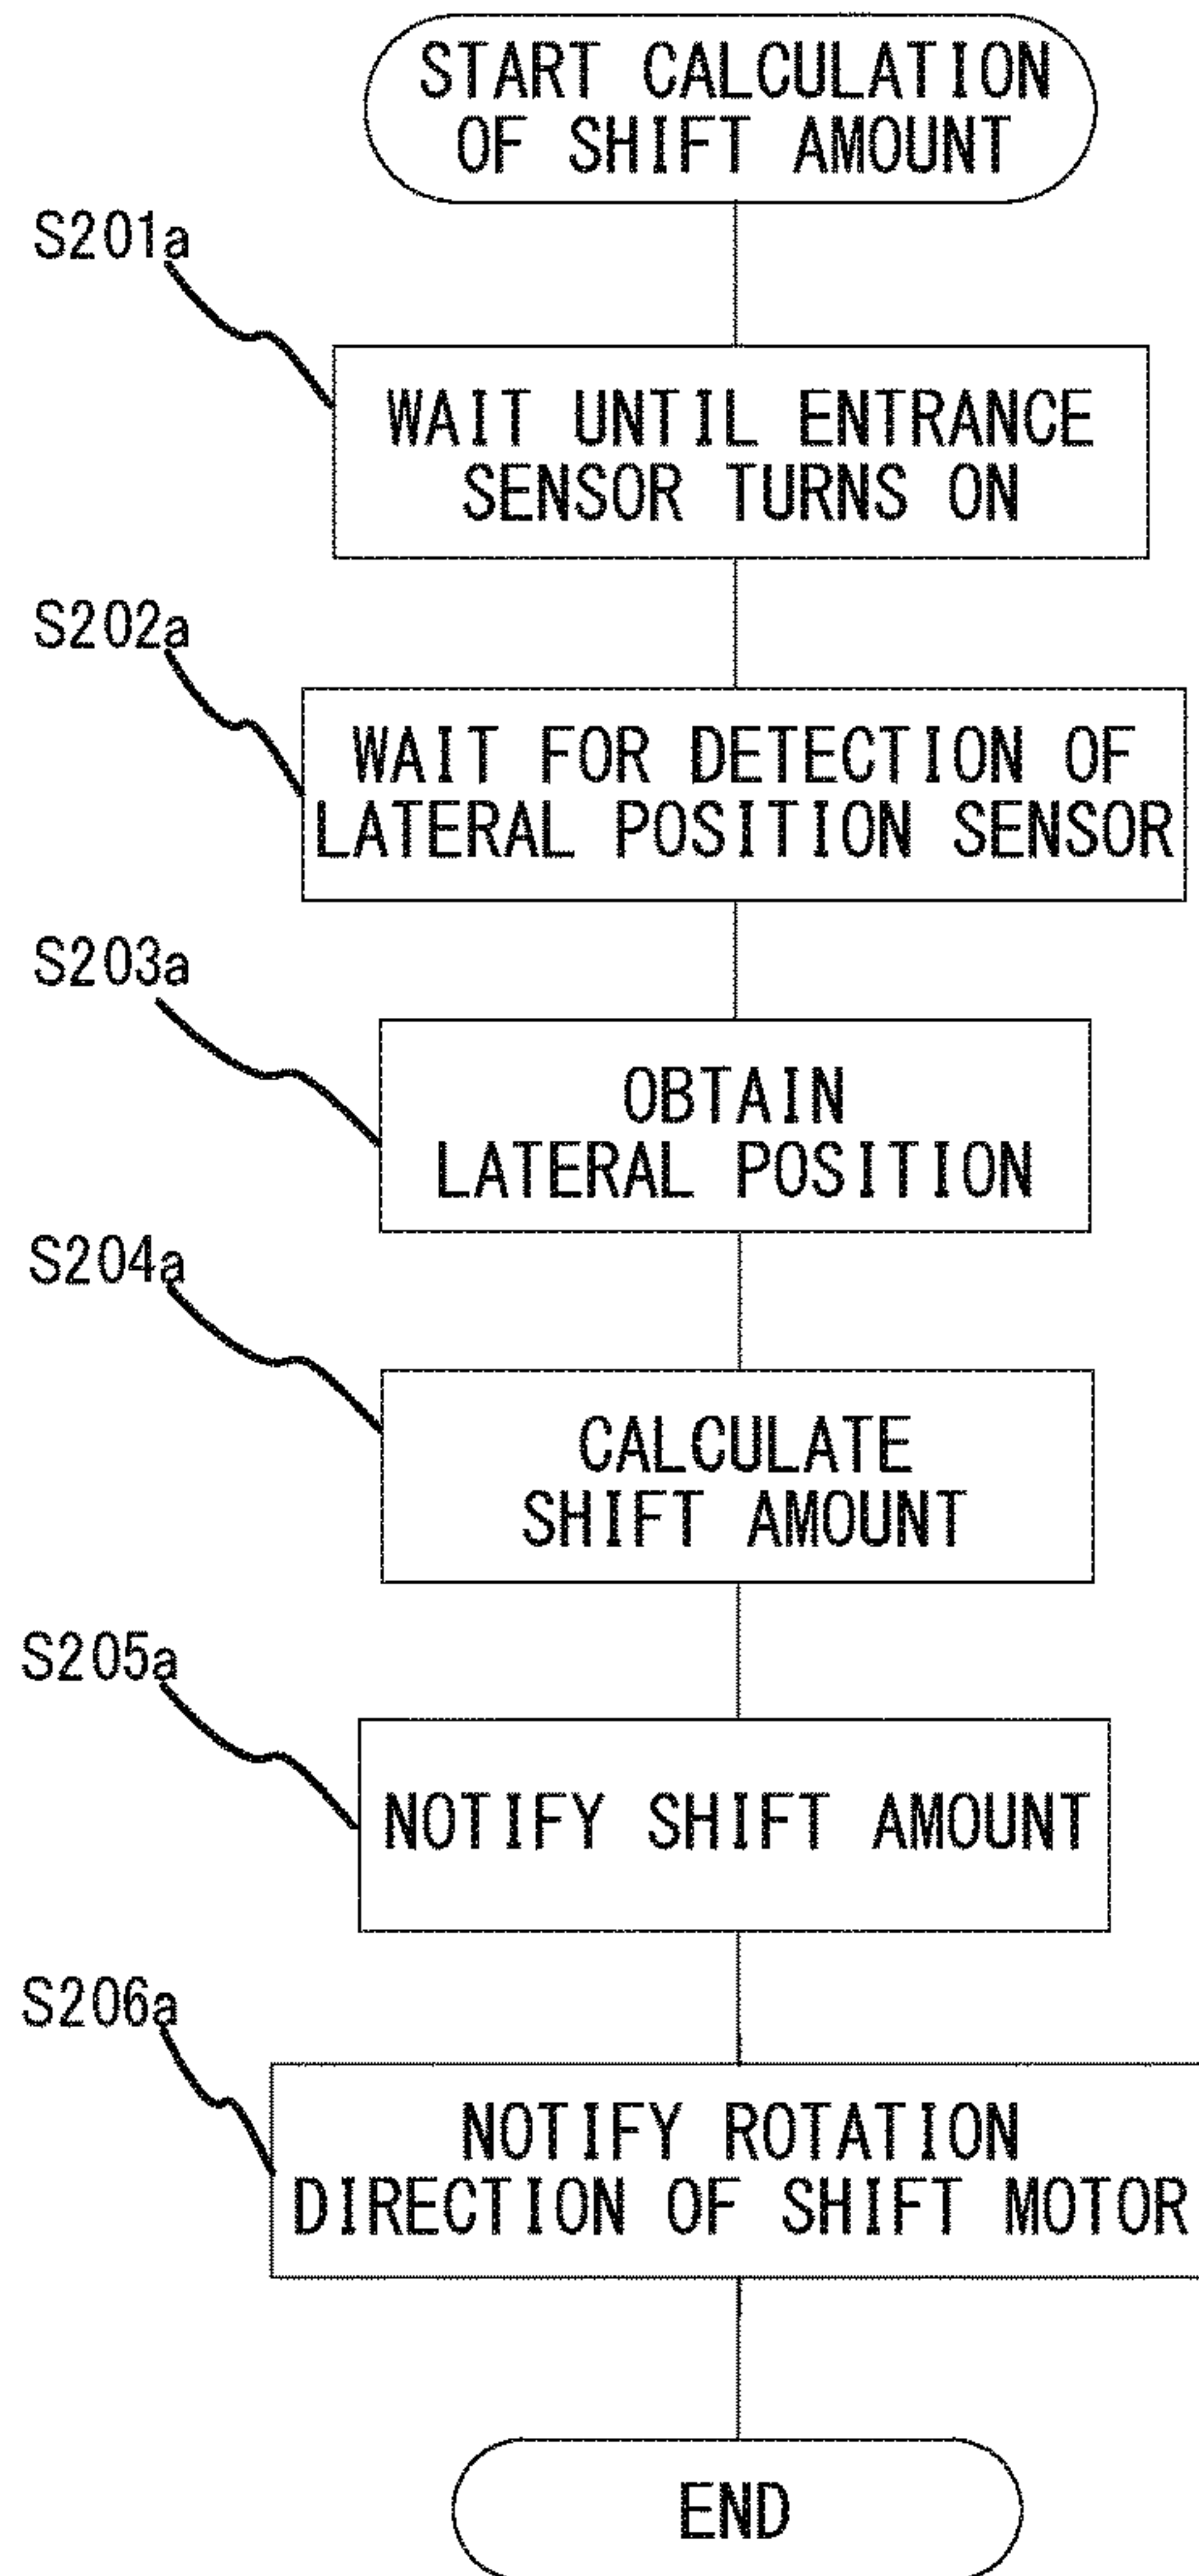 START CALCULATION
OF SHIFT AMOUNT
S201a
WAIT UNTIL ENTRANCE
SENSOR TURNS ON
S202a
WAIT FOR DETECTION OF
LATERAL POSITION SENSOR
S203a
OBTAIN
LATERAL POSITION
S204a
CALCULATE
SHIFT AMOUNT
S205a
NOTIFY SHIFT AMOUNT
S206a
NOTIFY ROTATION
DIRECTION OF SHIFT MOTOR
END